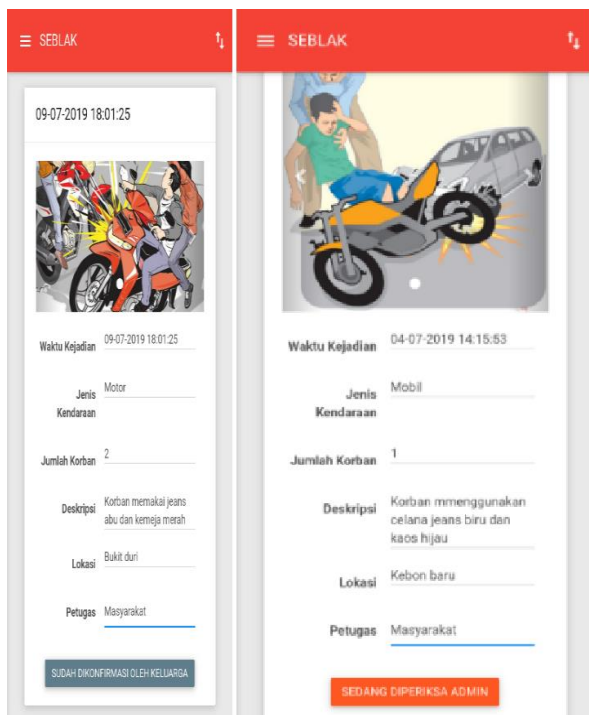 SEBLAK
09-07-2019 18:01:25
Waktu Kejadian 09-07-2019 18:01:25
Jenis Kendaraan Motor
Jumlah Korban 2
Deskripsi Korban memakai jeans
abu dan kemeja merah
Lokasi Bukit duri
Petugas Masyarakat
SUDAH DIKONFIRMASI OLEH KELUARGA
SEBLAK
Waktu Kejadian 04-07-2019 14:15:53
Jenis Kendaraan Mobil
Jumlah Korban 1
Deskripsi Korban mmenggunakan
celana jeans biru dan
kaos hijau
Lokasi Kebon baru
Petugas Masyarakat
SEDANG DIPERIKSA ADMIN